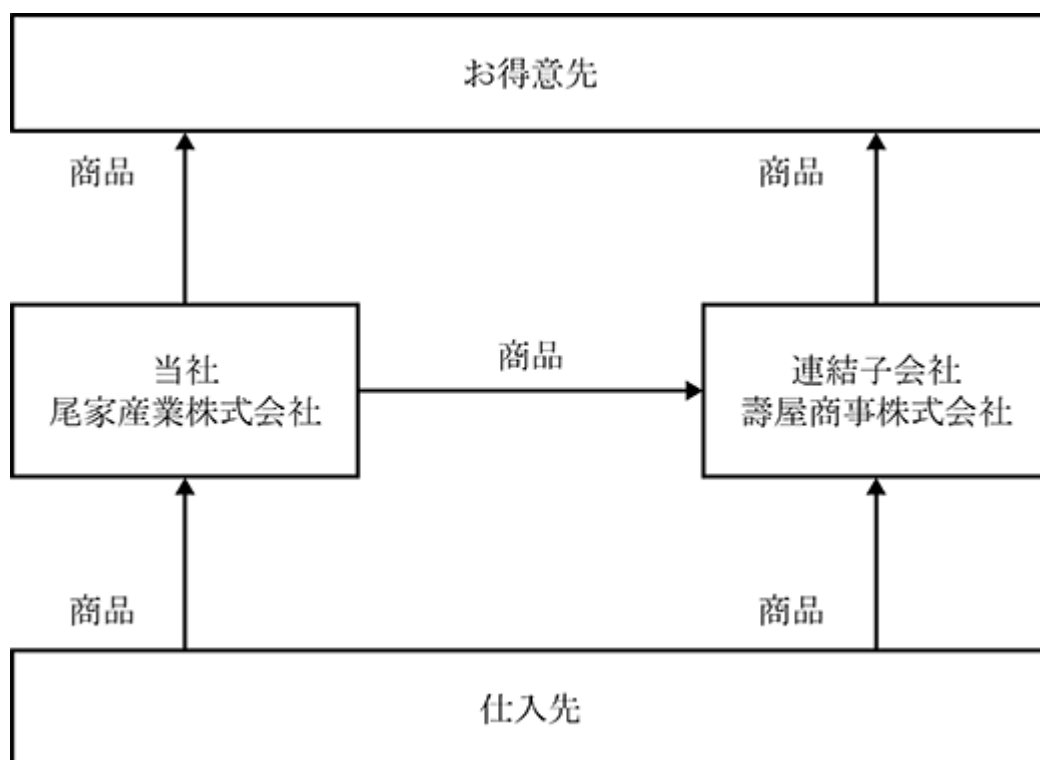 お得意先
商品
商品
当社
尾家産業株式会社
商品
連結子会社
壽屋商事株式会社
商品
商品
仕入先